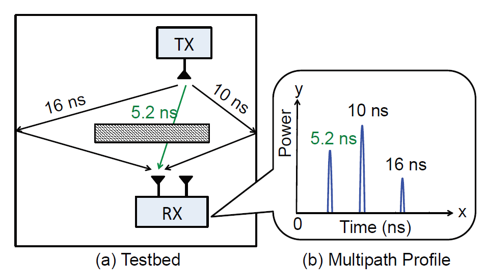 TX
16 ns
5.2 ns
10 ns
RX
(a) Testbed
y
Power
5.2 ns
10 ns
16 ns
0
Time (ns)
x
(b) Multipath Profile